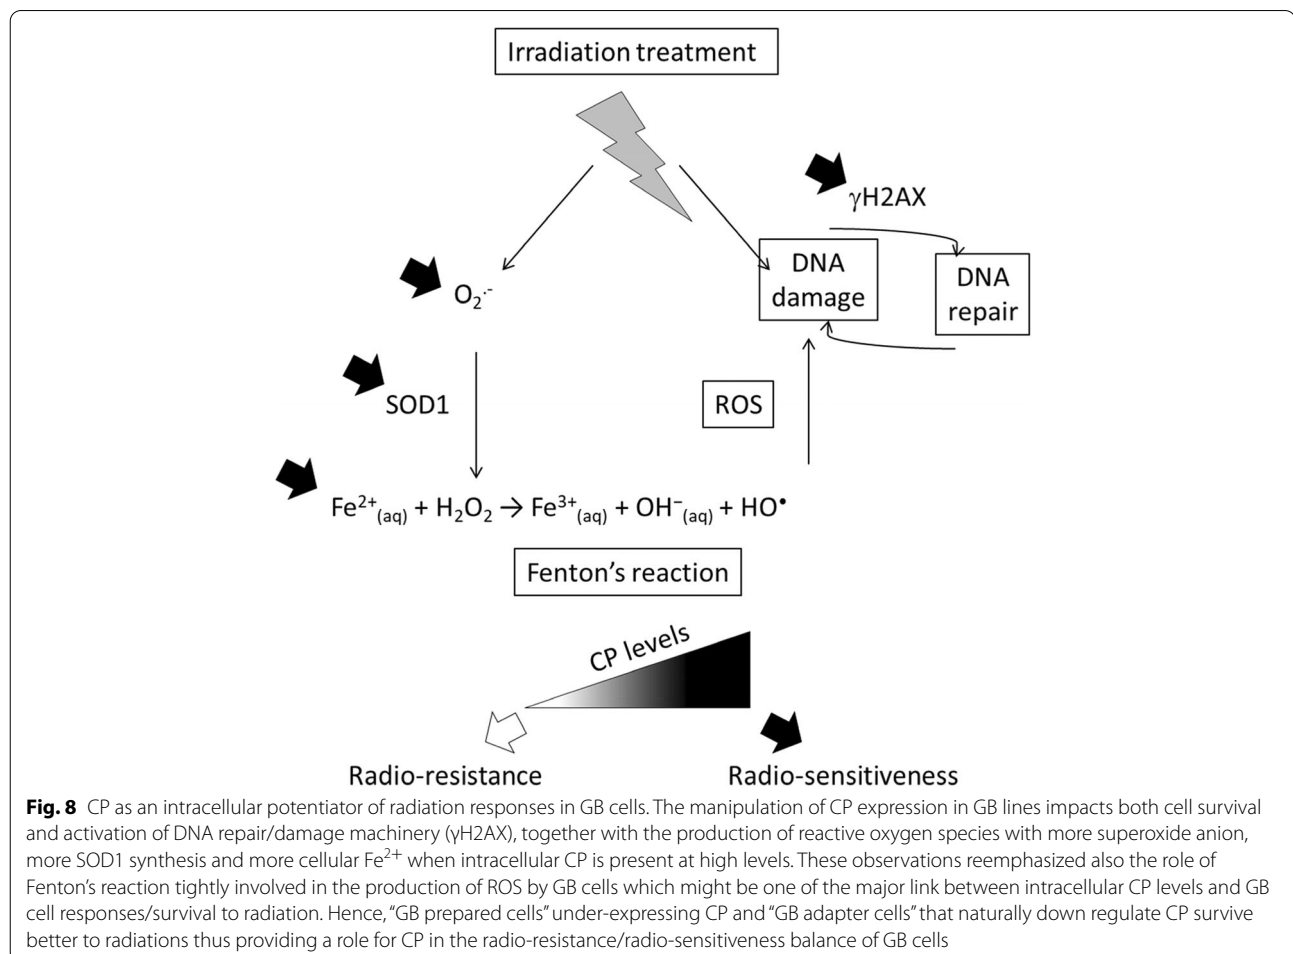 Irradiation treatment
γH2AX
DNA
damage
DNA
repair
O₂·⁻
SOD1
ROS
Fe²⁺(aq) + H₂O₂ → Fe³⁺(aq) + OH⁻(aq) + HO•
Fenton's reaction
CP levels
Radio-resistance
Radio-sensitiveness
Fig. 8 CP as an intracellular potentiator of radiation responses in GB cells. The manipulation of CP expression in GB lines impacts both cell survival
and activation of DNA repair/damage machinery (γH2AX), together with the production of reactive oxygen species with more superoxide anion,
more SOD1 synthesis and more cellular Fe²⁺ when intracellular CP is present at high levels. These observations reemphasized also the role of
Fenton's reaction tightly involved in the production of ROS by GB cells which might be one of the major link between intracellular CP levels and GB
cell responses/survival to radiation. Hence, “GB prepared cells” under-expressing CP and “GB adapter cells” that naturally down regulate CP survive
better to radiations thus providing a role for CP in the radio-resistance/radio-sensitiveness balance of GB cells